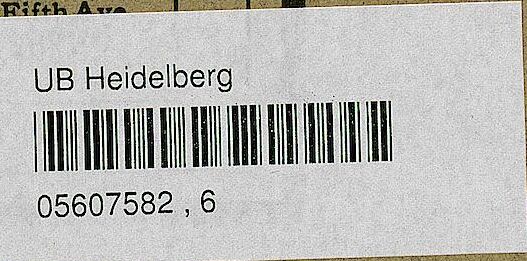 Fifth Ave
UB Heidelberg
05607582 , 6